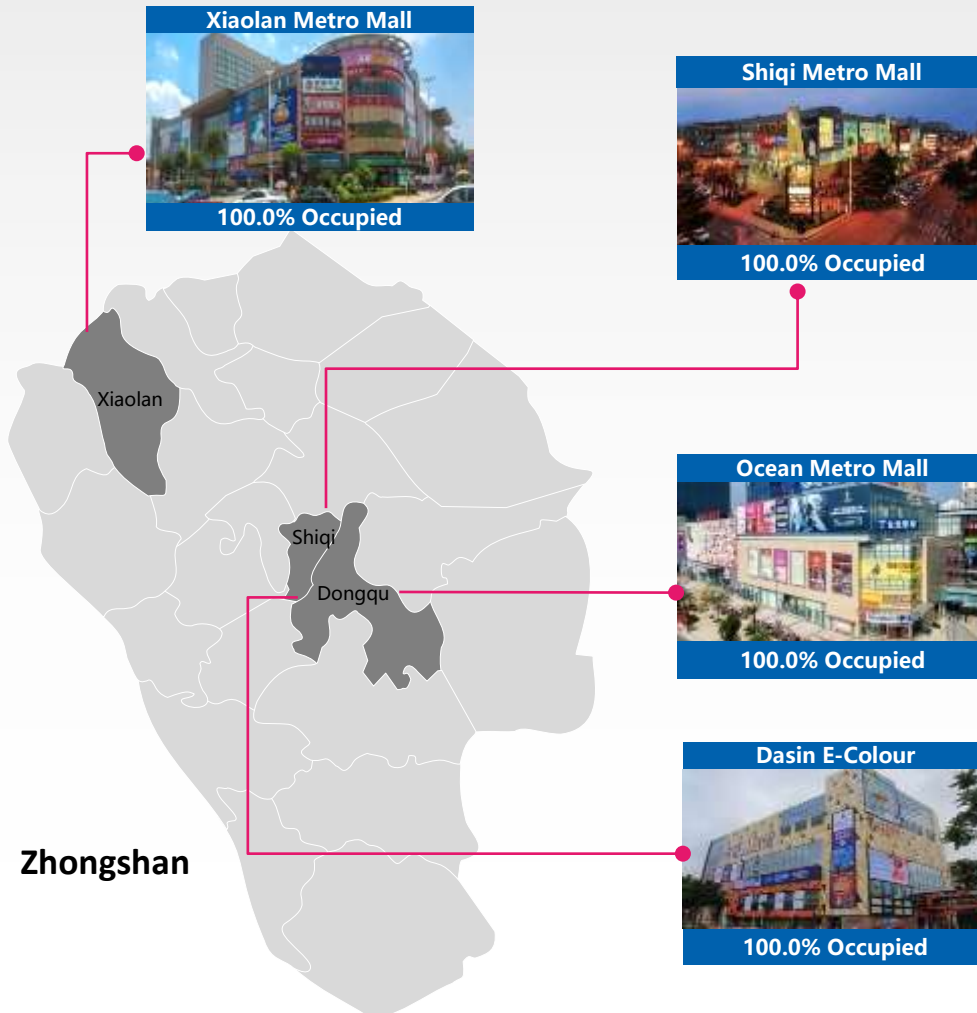 Xiaolan Metro Mall
100.0% Occupied
Shiqi Metro Mall
100.0% Occupied
Xiaolan
Shiqi
Dongqu
Ocean Metro Mall
100.0% Occupied
Dasin E-Colour
100.0% Occupied
Zhongshan